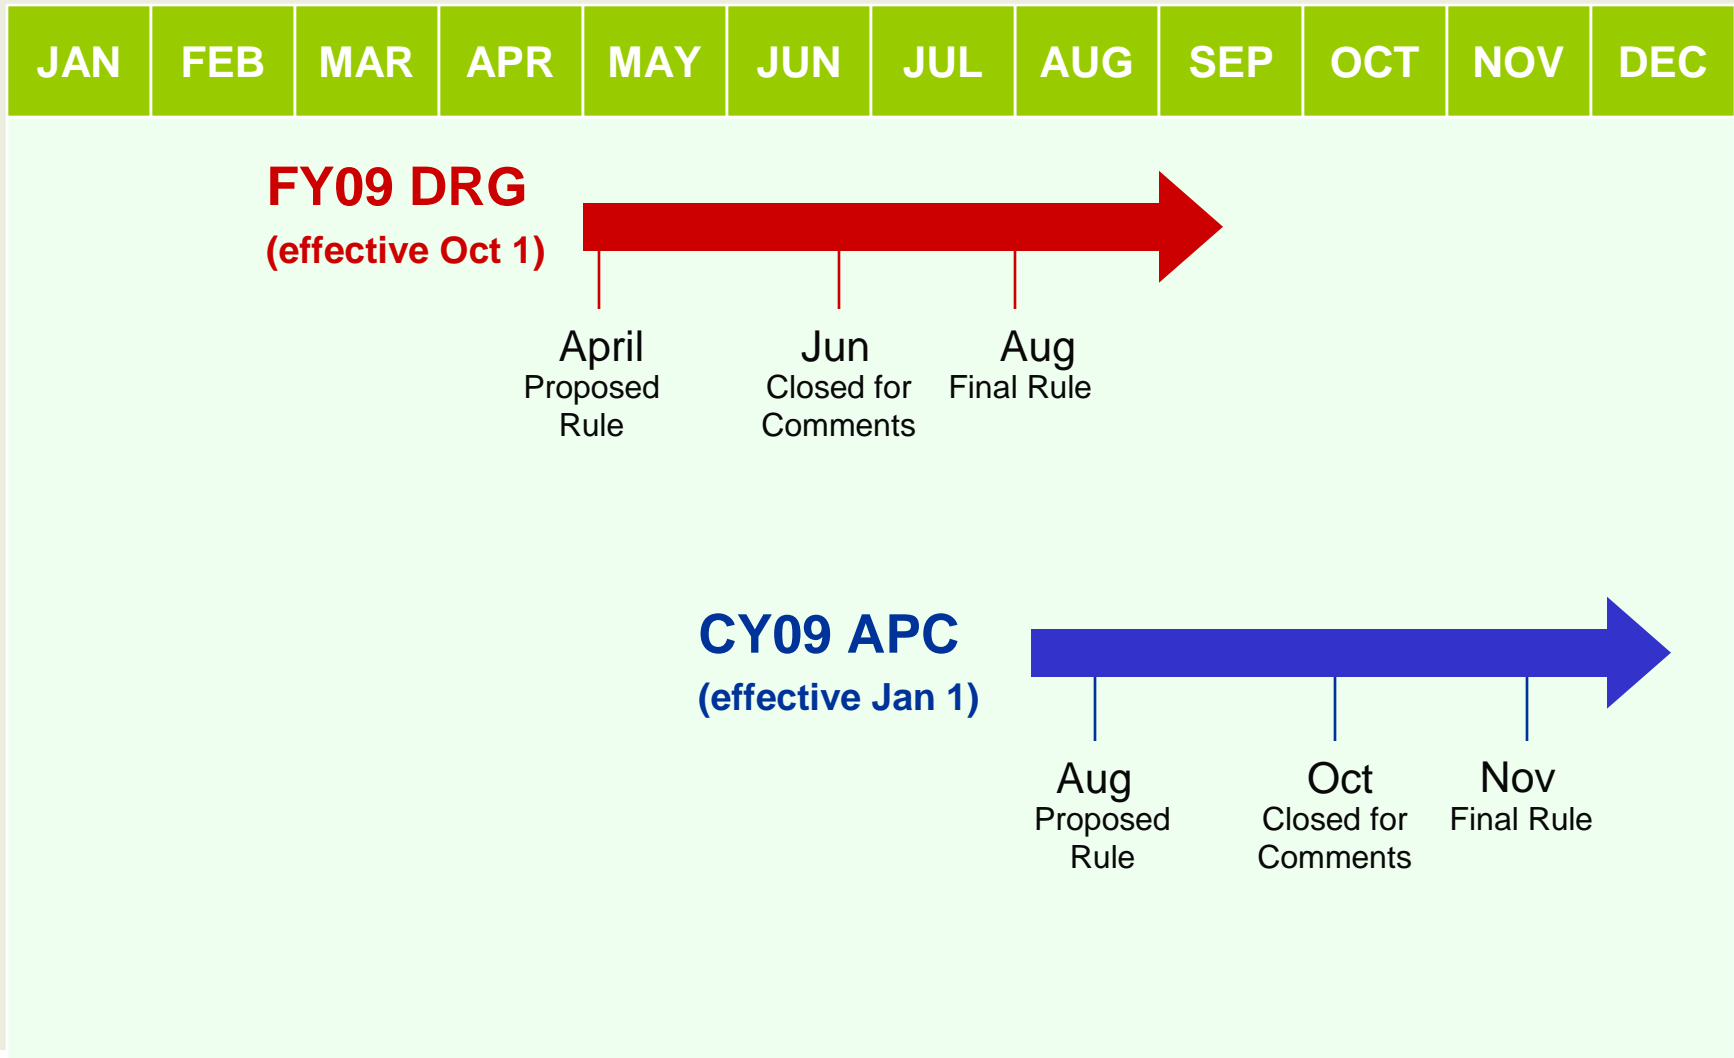 JAN FEB MAR APR MAY JUN JUL AUG SEP OCT NOV DEC
FY09 DRG
(effective Oct 1)
April
Proposed
Rule
Jun
Closed for
Comments
Aug
Final Rule
CY09 APC
(effective Jan 1)
Aug
Proposed
Rule
Oct
Closed for
Comments
Nov
Final Rule